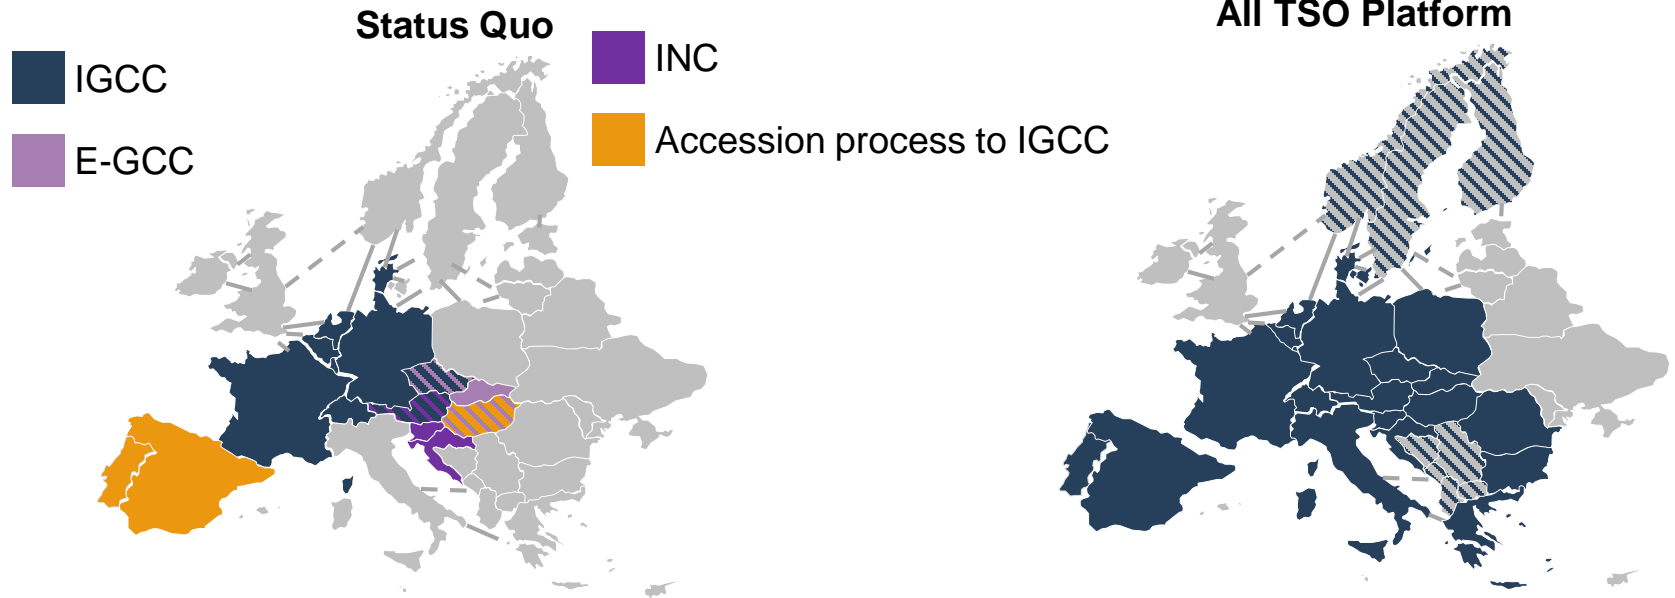 Status Quo
All TSO Platform
IGCC
INC
E-GCC
Accession process to IGCC